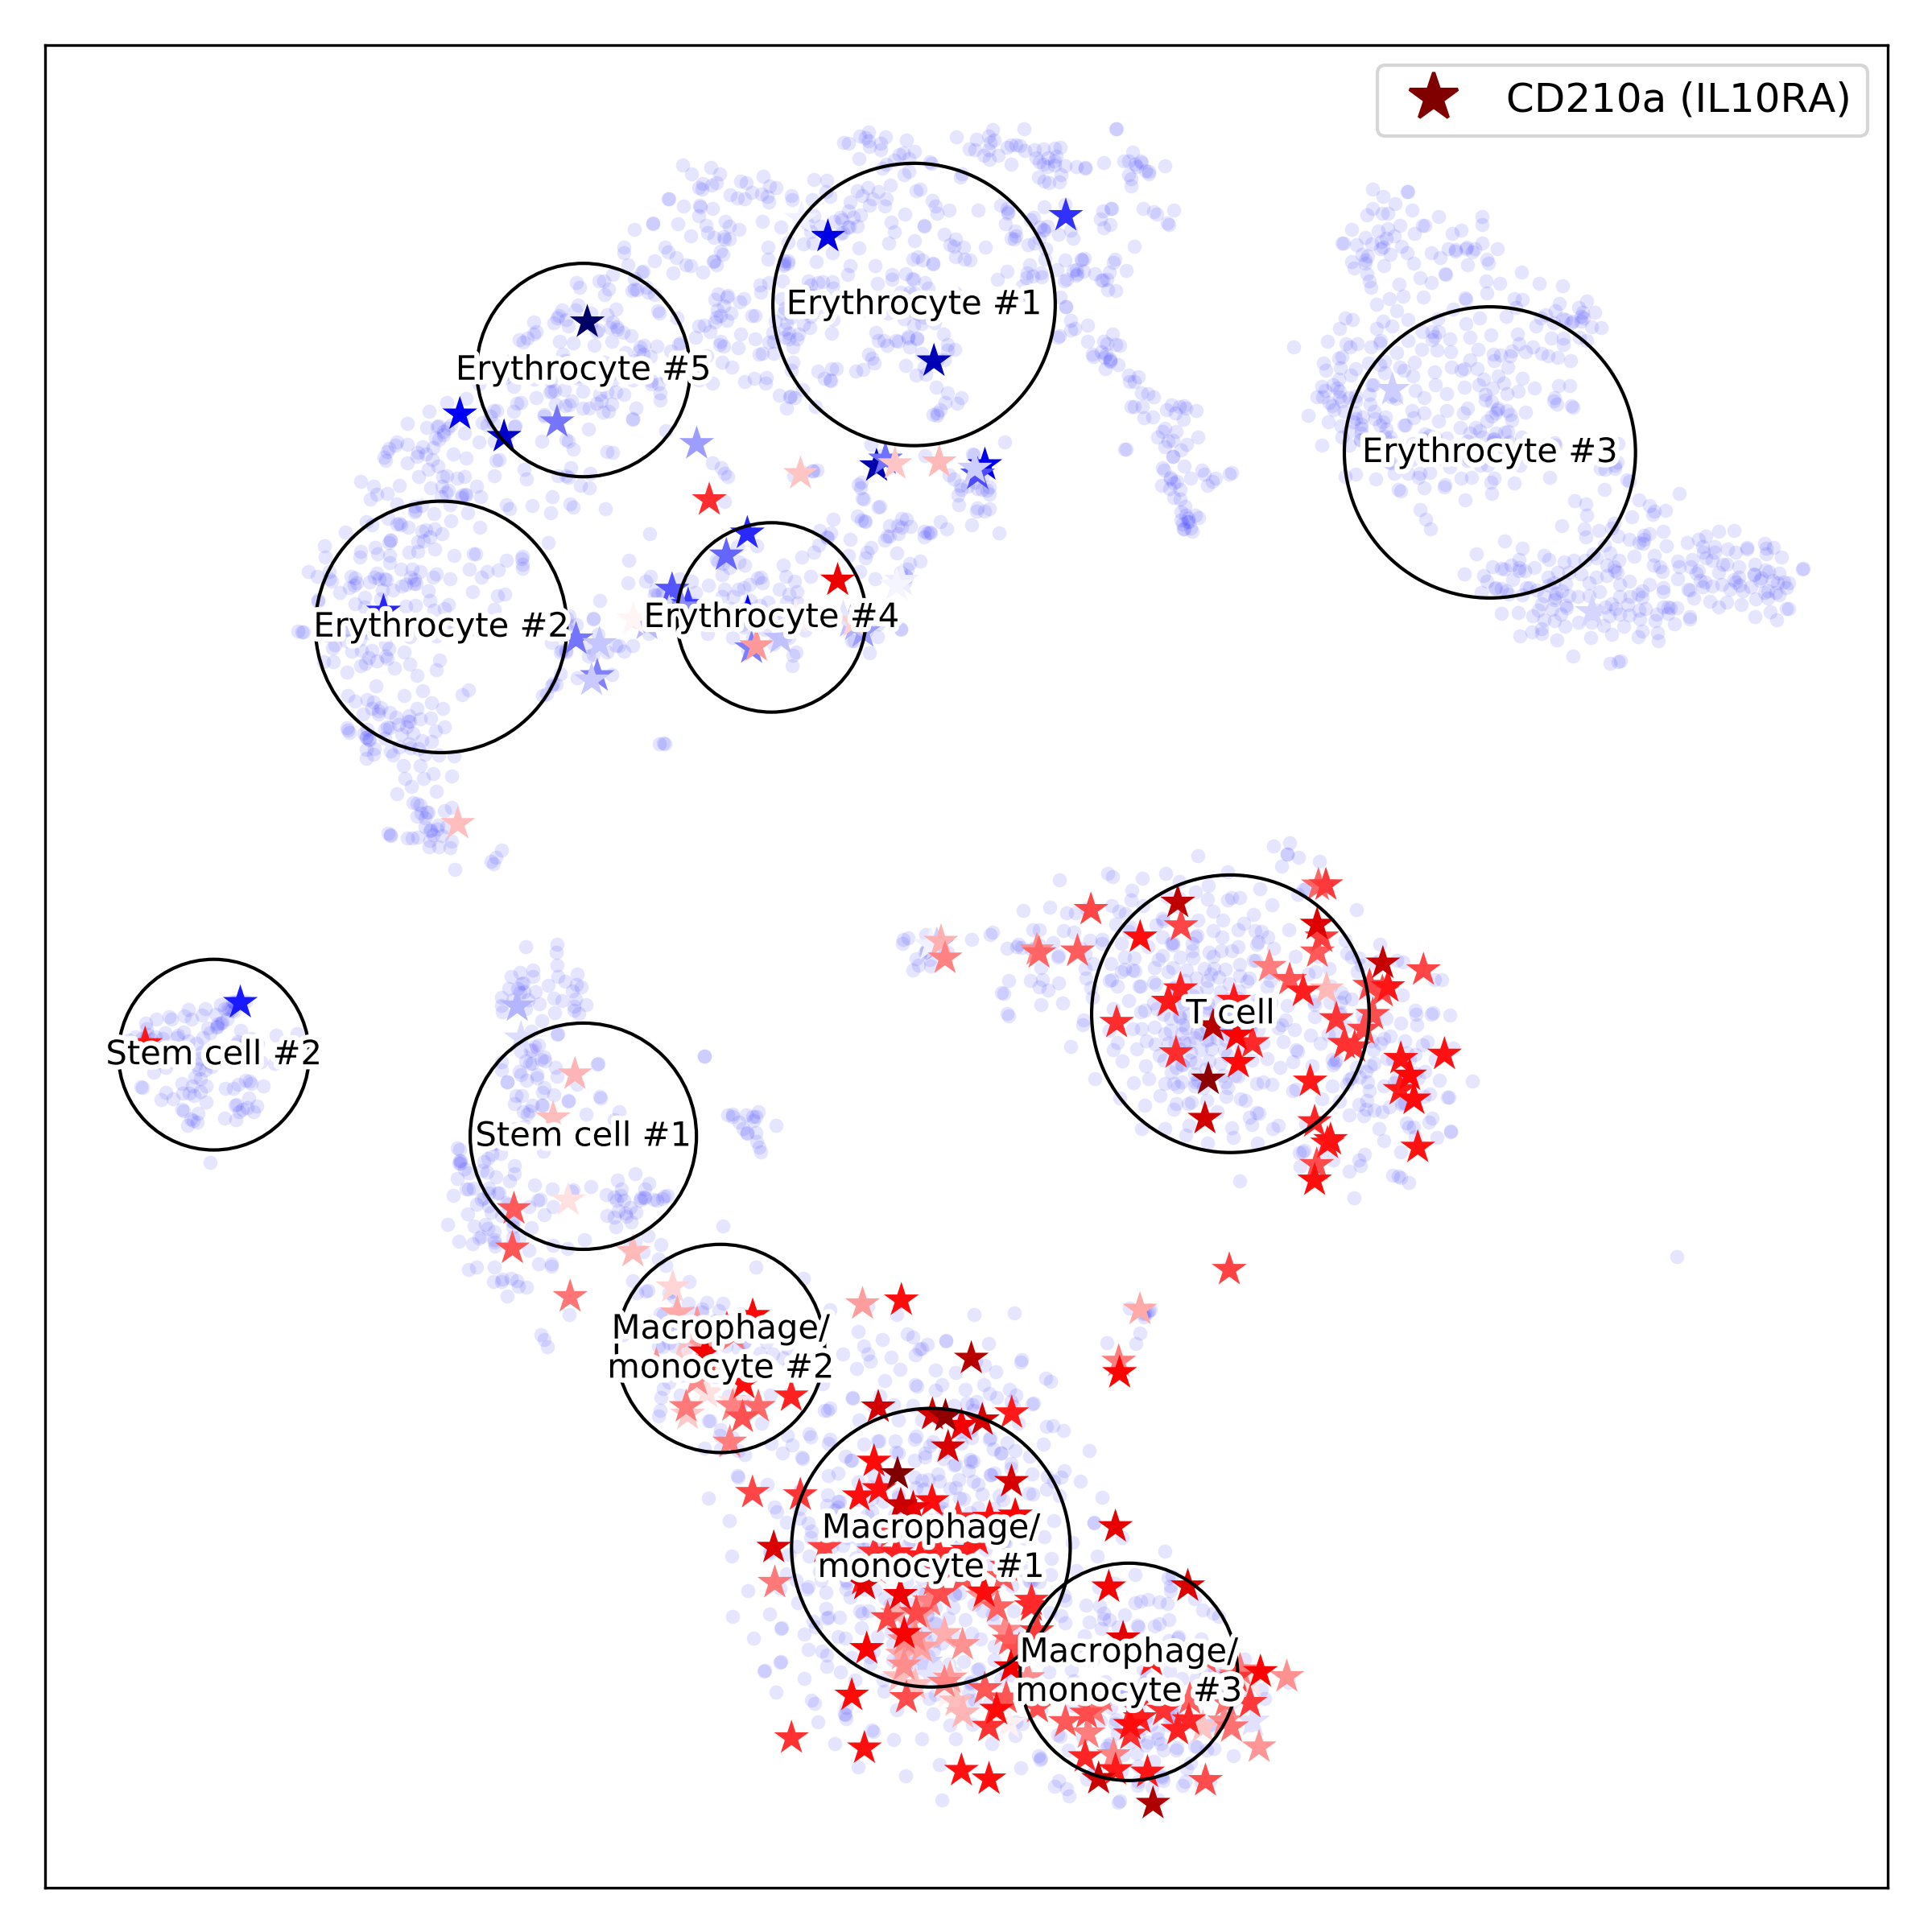 CD210a (IL10RA)
Erythrocyte #1
Erythrocyte #5
Erythrocyte #3
Erythrocyte #4
Erythrocyte #2
T cell
Stem cell #2
Stem cell #1
Macrophage/
monocyte #2
Macrophage/
monocyte #1
Macrophage/
monocyte #3